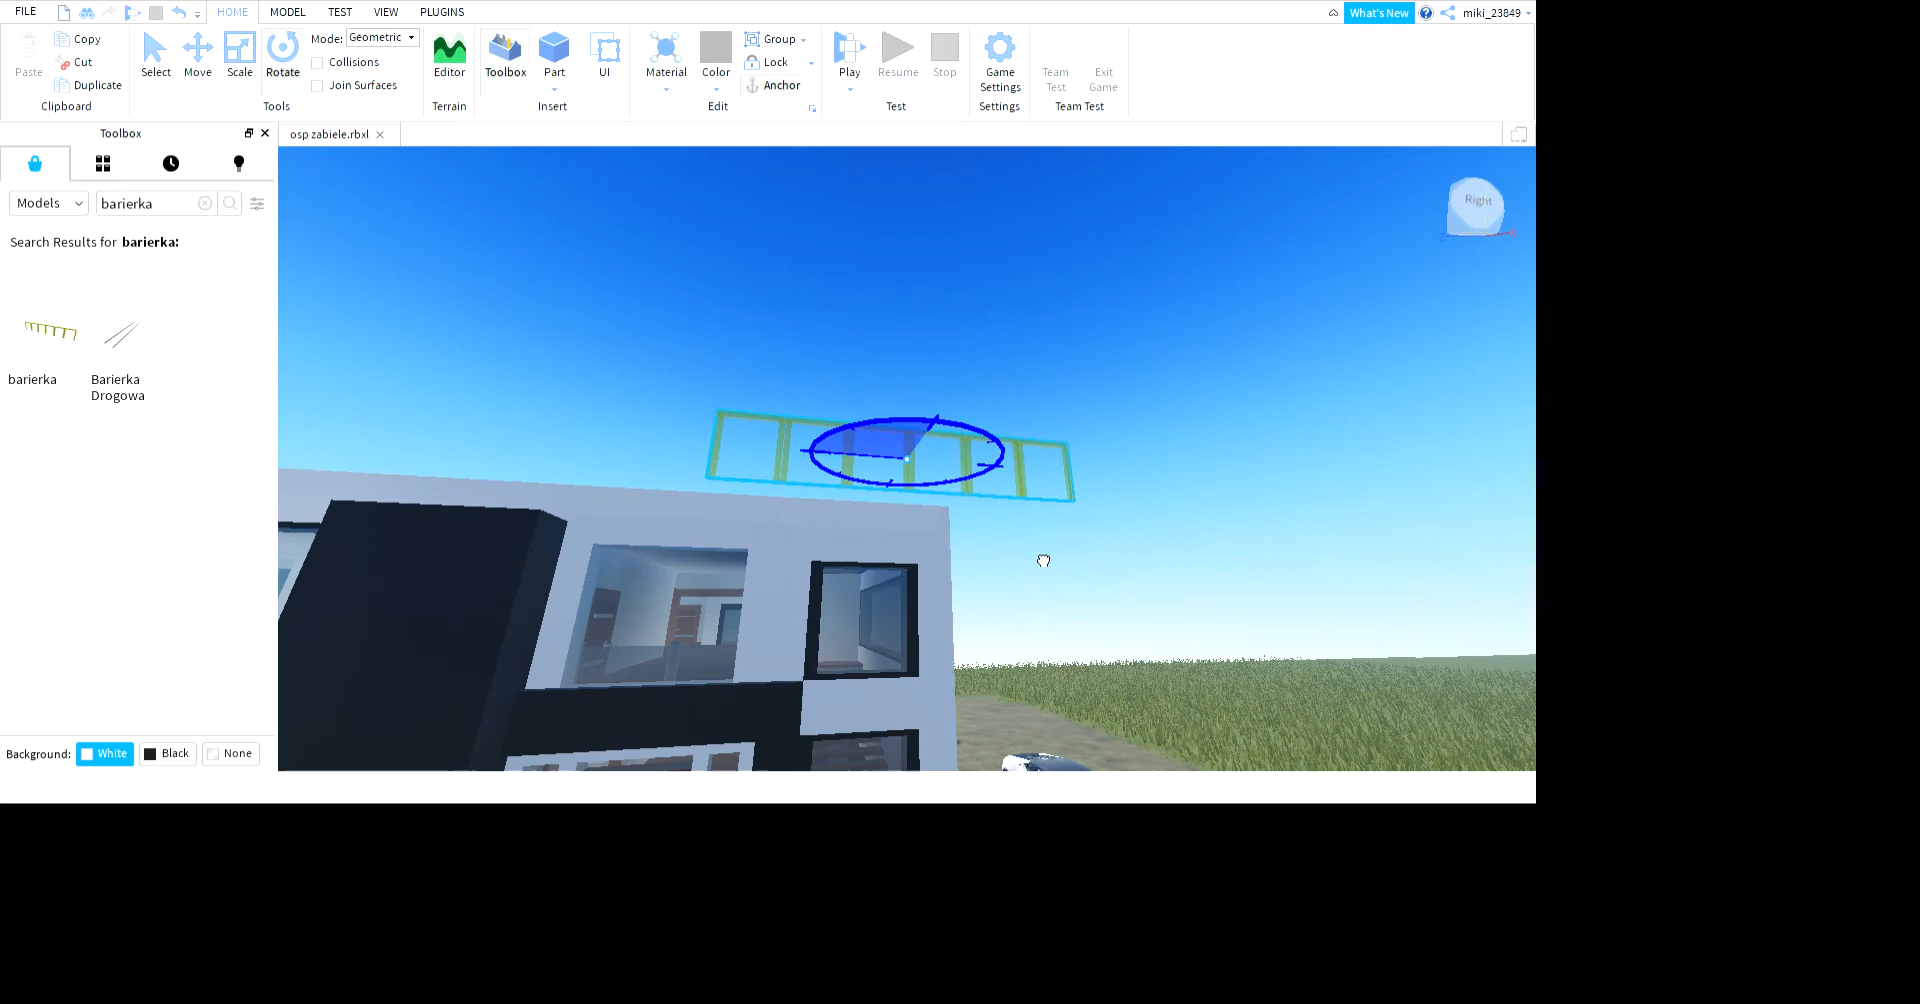 FILE HOME MODEL TEST VIEW PLUGINS What's New miki_23849
Copy
Cut
Duplicate
Paste
Clipboard
Select Move Scale Rotate
Mode: Geometric
Collisions
Join Surfaces
Tools
Editor
Terrain
Toolbox Part UI
Insert
Material Color
Group
Lock
Anchor
Edit
Play Resume Stop
Test
Game
Settings
Settings
Team
Test
Exit
Game
Team Test
Toolbox
osp zabiele.rbxl
Models
barierka
Search Results for barierka:
barierka
Barierka
Drogowa
Background: White Black None
Right
Z
X